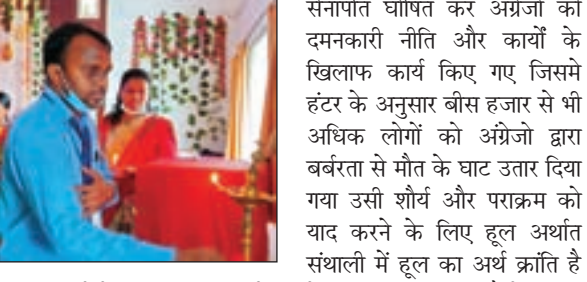 सेनापति घोषित कर अंग्रेजों की
दमनकारी नीति और कार्यों के
खिलाफ कार्य किए गए जिसमे
हंटर के अनुसार बीस हजार से भी
अधिक लोगों को अंग्रेजो द्वारा
बर्बरता से मौत के घाट उतार दिया
गया उसी शौर्य और पराक्रम को
याद करने के लिए हूल अर्थात
संथाली में हूल का अर्थ क्रांति है